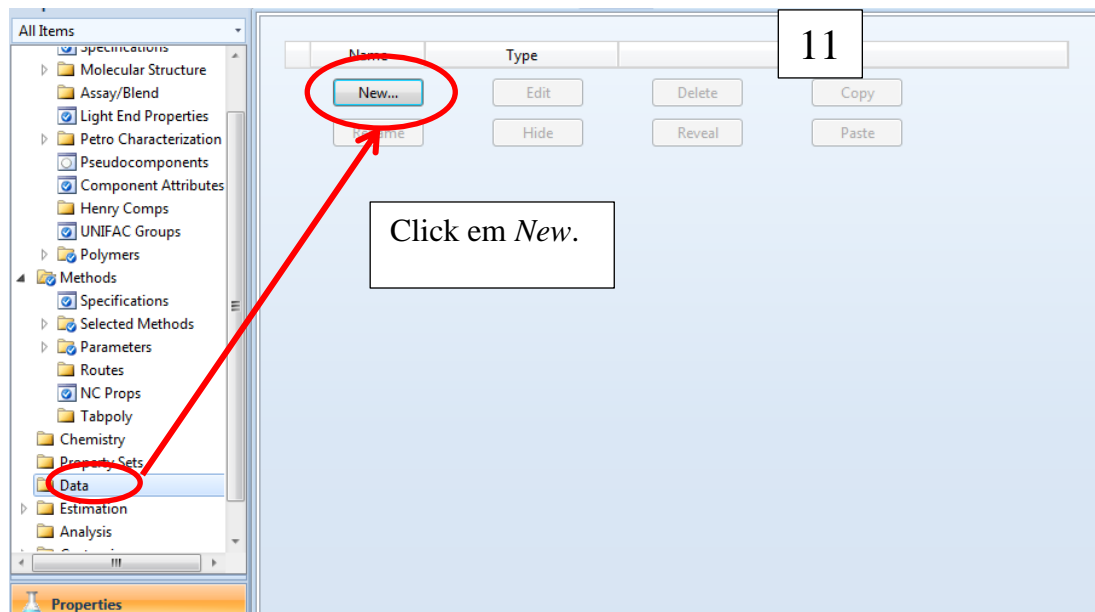 All Items
Specifications
Molecular Structure
Assay/Blend
Light End Properties
Petro Characterization
Pseudocomponents
Component Attributes
Henry Comps
UNIFAC Groups
Polymers
Methods
Specifications
Selected Methods
Parameters
Routes
NC Props
Tabpoly
Chemistry
Property Sets
Data
Estimation
Analysis
Properties
Name Type
11
New... Edit Delete Copy
Rename Hide Reveal Paste
Click em New.